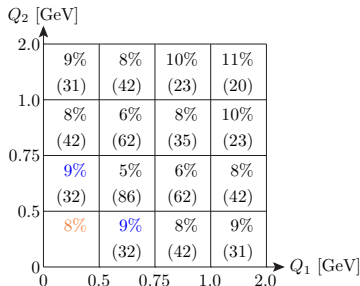 Q₂ [GeV]
2.0
9% 8% 10% 11%
(31) (42) (23) (20)
1.0
8% 6% 8% 10%
(42) (62) (35) (23)
0.75
9% 5% 6% 8%
(32) (86) (62) (42)
0.5
8% 9% 8% 9%
(32) (42) (31)
0
0 0.5 0.75 1.0 2.0
Q₁ [GeV]